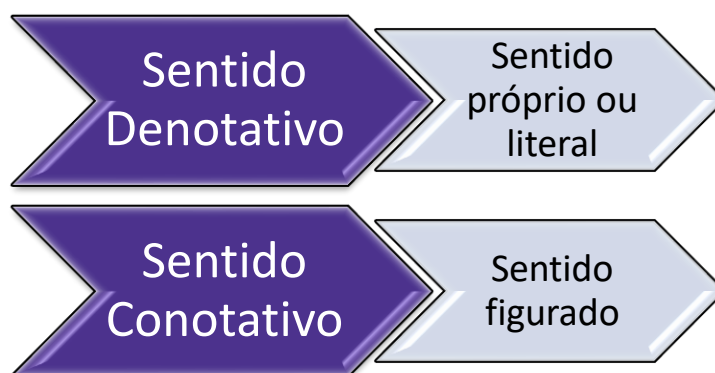 Sentido
Denotativo
Sentido
próprio ou
literal
Sentido
Conotativo
Sentido
figurado